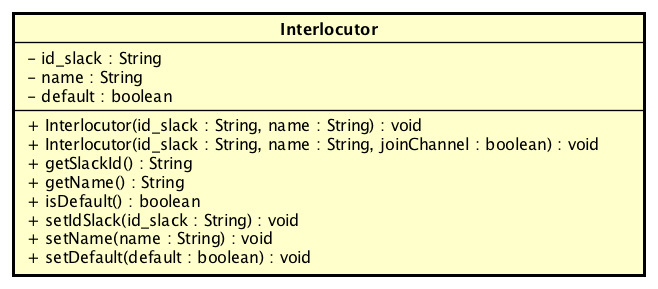 Interlocutor
- id_slack : String
- name : String
- default : boolean
+ Interlocutor(id_slack : String, name : String) : void
+ Interlocutor(id_slack : String, name : String, joinChannel : boolean) : void
+ getSlackId() : String
+ getName() : String
+ isDefault() : boolean
+ setIdSlack(id_slack : String) : void
+ setName(name : String) : void
+ setDefault(default : boolean) : void